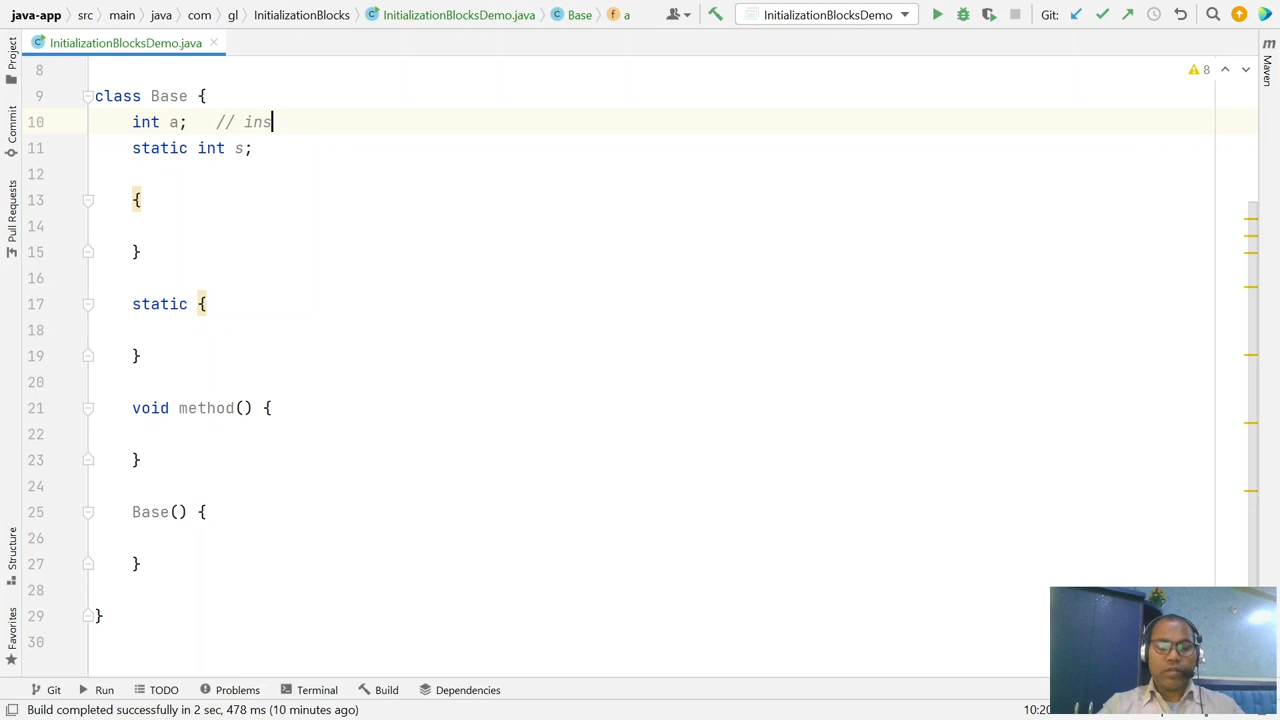 java-app src main java com gl InitializationBlocks InitializationBlocksDemo.java Base a InitializationBlocksDemo Git:
InitializationBlocksDemo.java
8
9 class Base {
10 int a; // ins
11 static int s;
12
13 {
14
15 }
16
17 static {
18
19 }
20
21 void method() {
22
23 }
24
25 Base() {
26
27 }
28
29 }
30
8
Project
Commit
Pull Requests
Structure
Favorites
m
Maven
Git Run TODO Problems Terminal Build Dependencies
Build completed successfully in 2 sec, 478 ms (10 minutes ago) 10:20